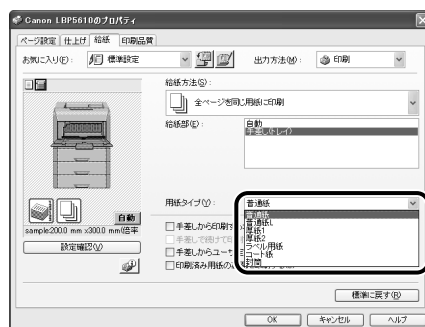 Canon LBP5610のプロパティ
ページ設定 仕上げ 給紙 印刷品質
お気に入り(F): 標準設定 出力方法(M): 印刷
給紙方法(S):
全ページを同じ用紙に印刷
給紙部(E): 自動
手差し(トレイ)
自動
sample:200.0 mm x300.0 mm(倍率
設定確認(V)
用紙タイプ(Y): 普通紙
普通紙
普通紙L
厚紙1
厚紙2
ラベル用紙
コート紙
封筒
手差しから印刷す
手差しで続けて印
手差しからユーサ
印刷済み用紙の
標準に戻す(R)
OK キャンセル ヘルプ